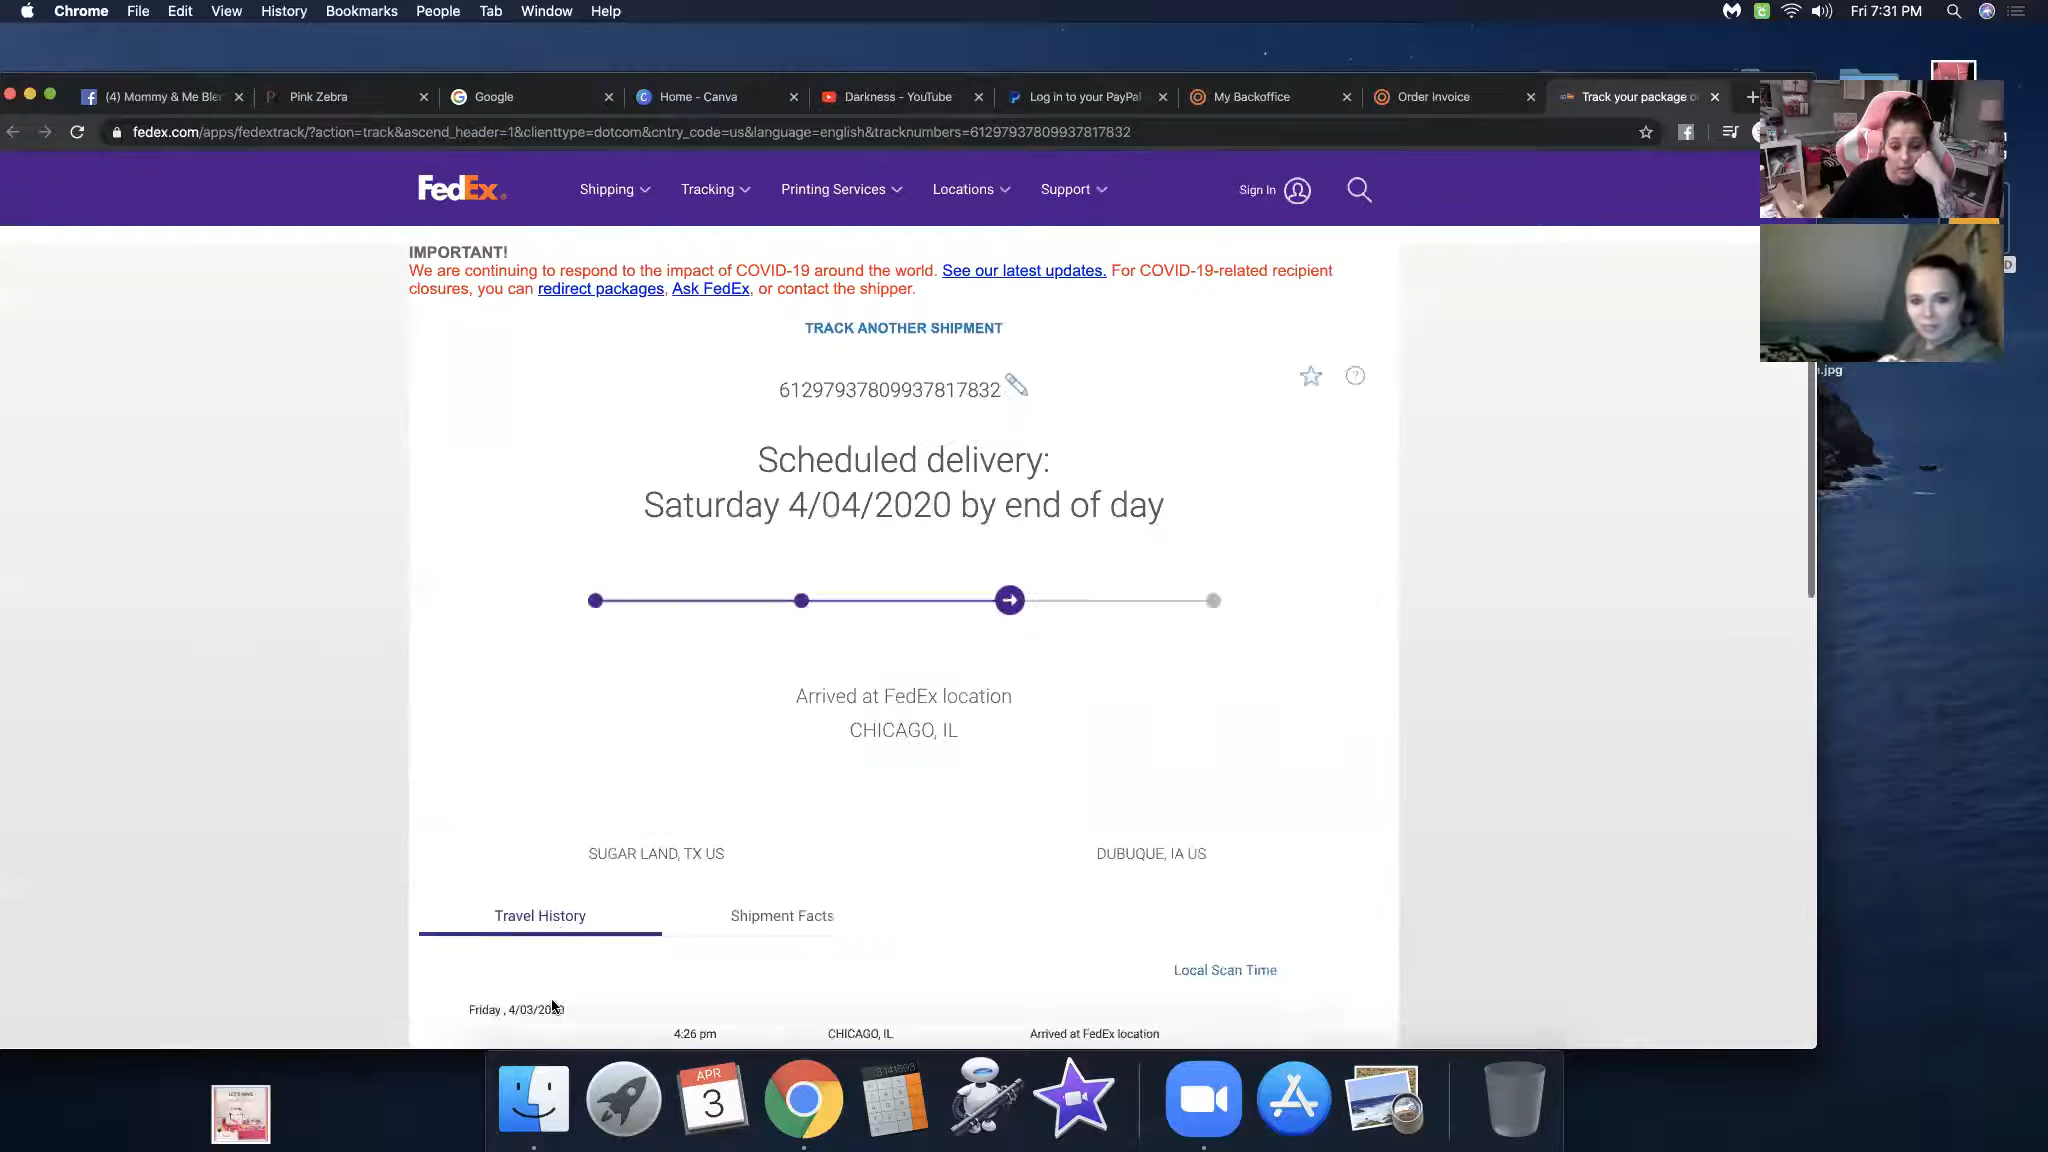 Chrome File Edit View History Bookmarks People Tab Window Help Fri 7:31 PM
(4) Mommy & Me Ble Pink Zebra Google Home - Canva Darkness - YouTube Log in to your PayPal My Backoffice Order Invoice Track your package o
fedex.com/apps/fedextrack/?action=track&ascend_header=1&clienttype=dotcom&cntry_code=us&language=english&tracknumbers=61297937809937817832
FedEx Shipping Tracking Printing Services Locations Support Sign In
IMPORTANT!
We are continuing to respond to the impact of COVID-19 around the world. See our latest updates. For COVID-19-related recipient
closures, you can redirect packages, Ask FedEx, or contact the shipper.
TRACK ANOTHER SHIPMENT
61297937809937817832
.jpg
Scheduled delivery:
Saturday 4/04/2020 by end of day
Arrived at FedEx location
CHICAGO, IL
SUGAR LAND, TX US DUBUQUE, IA US
Travel History Shipment Facts
Local Scan Time
Friday , 4/03/2020
4:26 pm CHICAGO, IL Arrived at FedEx location
APR
3
3.141593